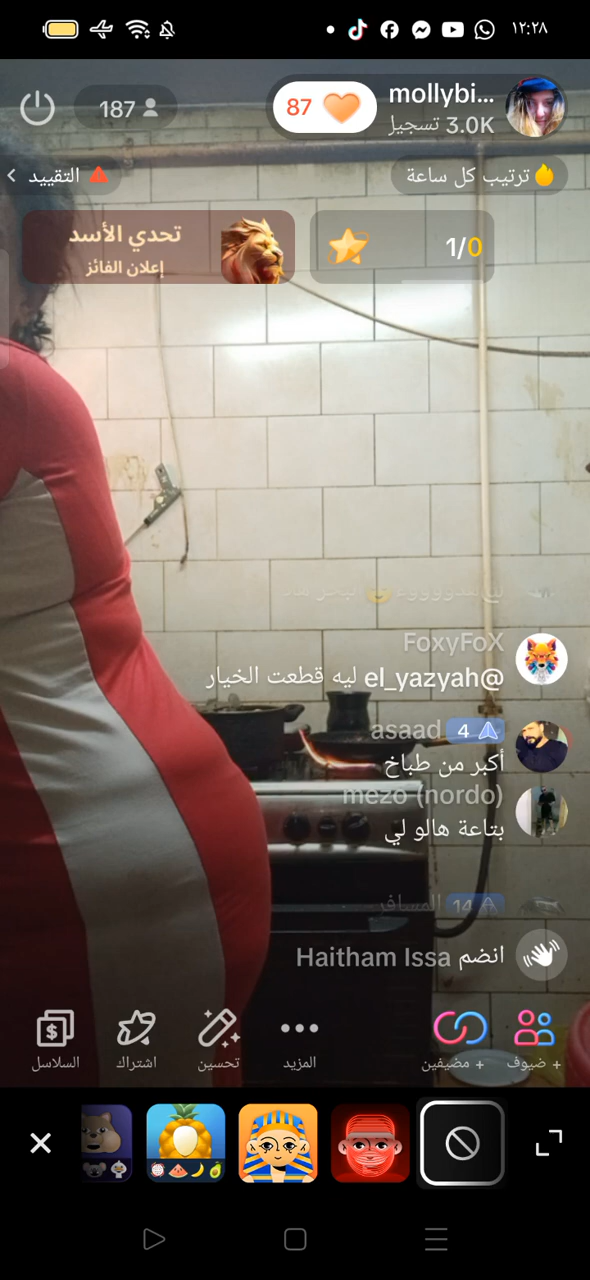 ١٢:٢٨
mollybi...
3.0K تسجيل
87
187
ترتيب كل ساعة
التقييد
1/0
تحدي الأسد
إعلان الفائز
FoxyFoX
@el_yazyah ليه قطعت الخيار
asaad 4
أكبر من طباخ
mezo (nordo)
بتاعة هالو لي
المسافر 14
Haitham Issa انضم
+ ضيوف
+ مضيفين
المزيد
تحسين
اشتراك
السلاسل